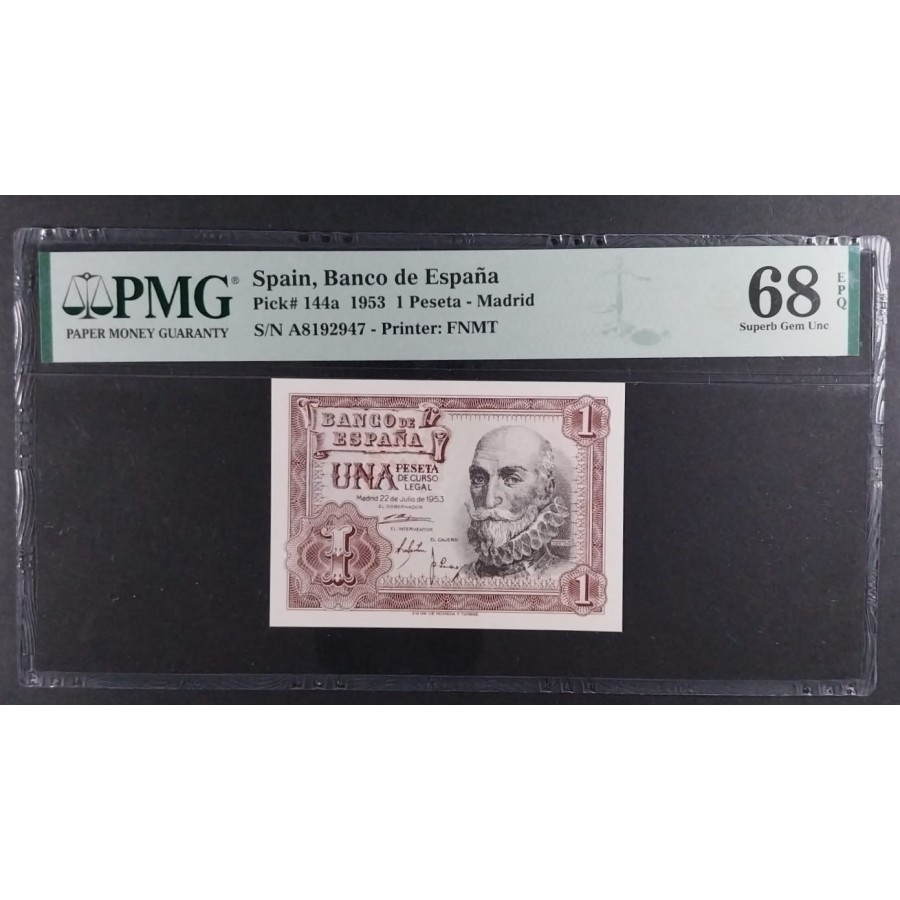 PMG®
PAPER MONEY GUARANTY
Spain, Banco de España
Pick# 144a 1953 1 Peseta - Madrid
S/N A8192947 - Printer: FNMT
68
EPQ
Superb Gem Unc
BANCO DE
ESPAÑA
UNA PESETA
DE CURSO
LEGAL
Madrid 22 de Julio de 1953
EL GOBERNADOR
EL INTERVENTOR
EL CAJERO
1
1
1